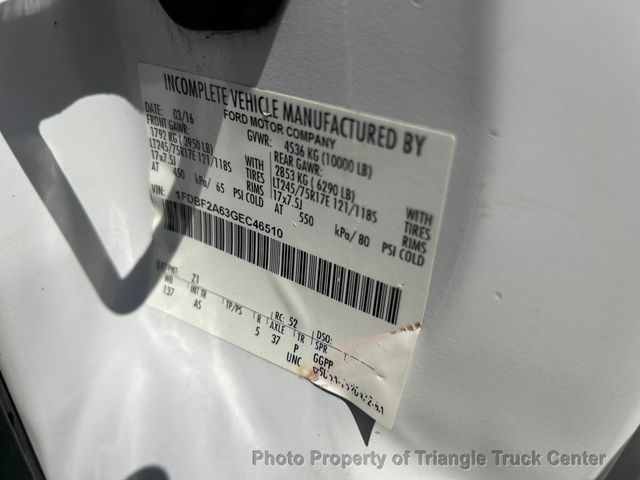 INCOMPLETE VEHICLE MANUFACTURED BY
FORD MOTOR COMPANY
DATE: 03/16 GVWR: 4536 KG (10000 LB)
FRONT GAWR: REAR GAWR:
1792 KG (3950 LB) WITH 2853 KG (6290 LB) WITH
LT245/75R17E 121/118S TIRES LT245/75R17E 121/118S TIRES
17x7.5J RIMS 17x7.5J RIMS
AT 450 kPa/ 65 PSI COLD AT 550 kPa/ 80 PSI COLD
VIN: 1FDBF2A63GEC46510
EXT PNT: Z1 RC: 52 DSO:
WB INT TR TP/PS R AXLE TR SPR
137 AS 5 37 P GGPP
UNC
Photo Property of Triangle Truck Center